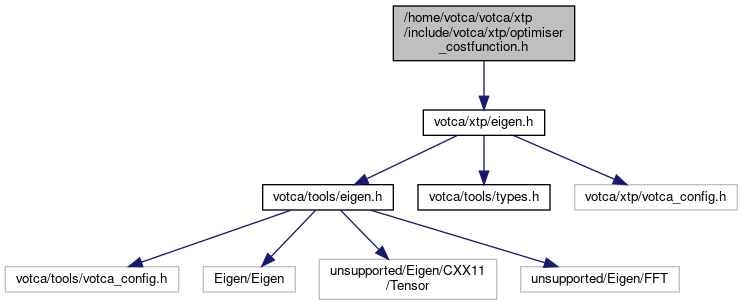 /home/votca/votca/xtp
/include/votca/xtp/optimiser
_costfunction.h
votca/xtp/eigen.h
votca/tools/eigen.h
votca/tools/types.h
votca/xtp/votca_config.h
votca/tools/votca_config.h
Eigen/Eigen
unsupported/Eigen/CXX11
/Tensor
unsupported/Eigen/FFT